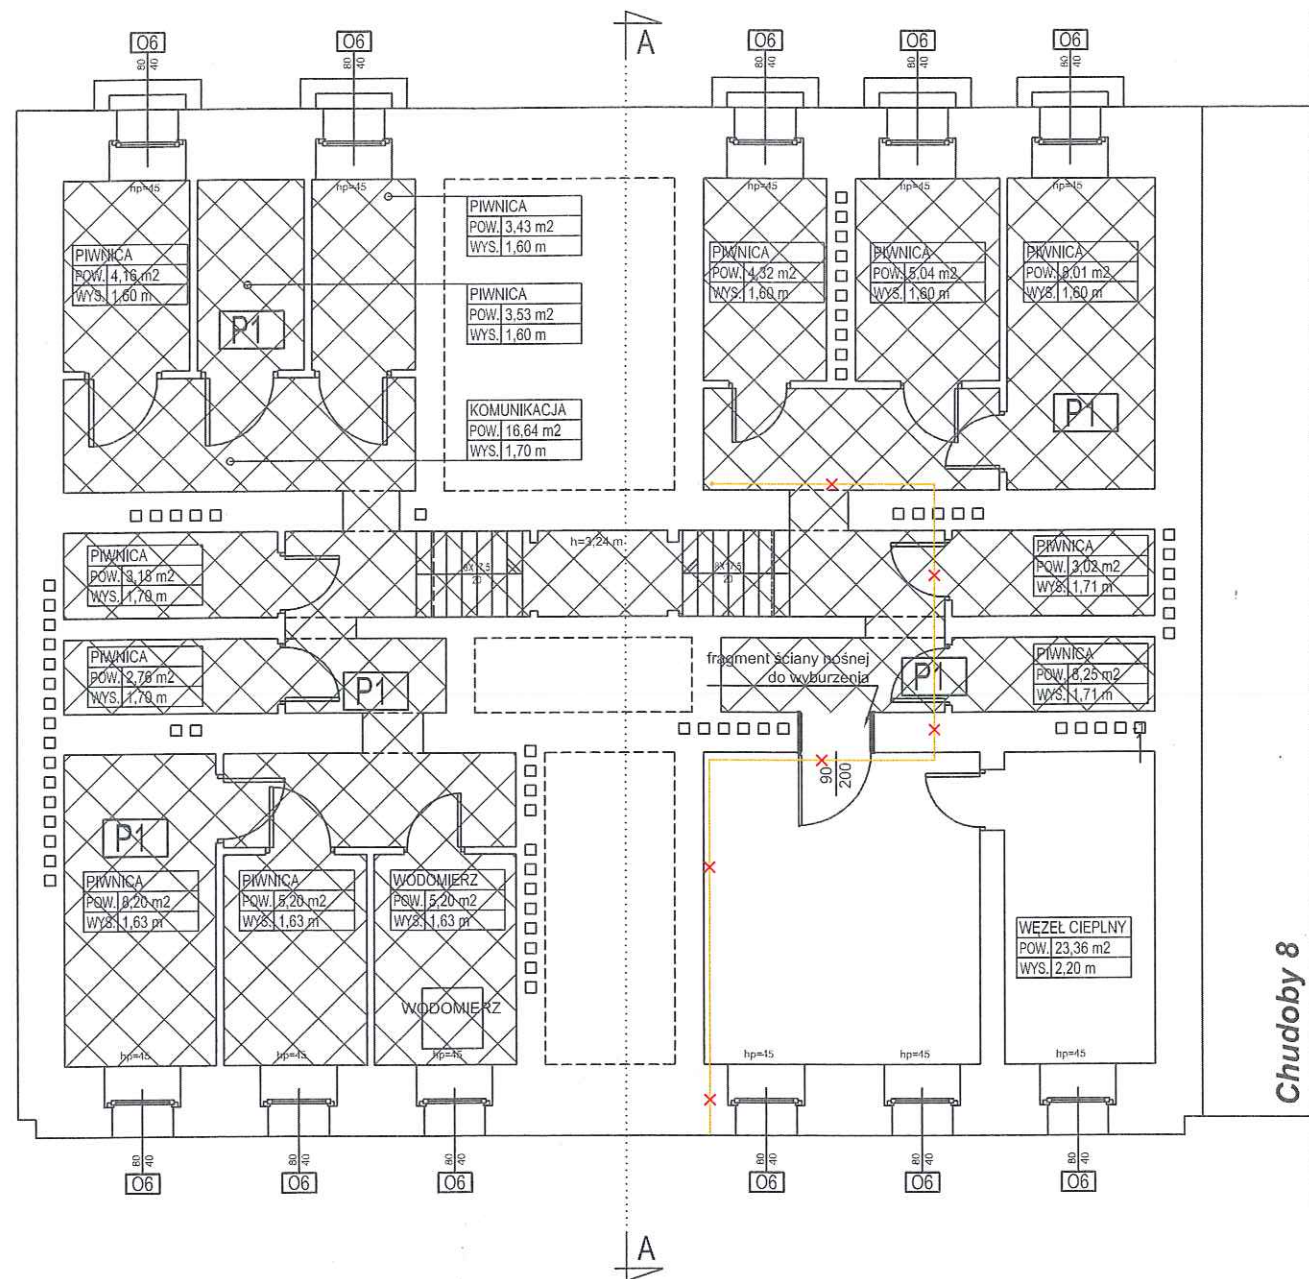 A
O6
O6
O6
O6
O6
80
40
80
40
80
40
80
40
80
40
hp=45
hp=45
hp=45
hp=45
hp=45
PIWNICA
POW. 3,43 m2
WYS. 1,60 m
PIWNICA
POW. 4,16 m2
WYS. 1,60 m
PIWNICA
POW. 4,32 m2
WYS. 1,60 m
PIWNICA
POW. 5,04 m2
WYS. 1,60 m
PIWNICA
WYS. 1,60 m
PIWNICA
POW. 3,53 m2
WYS. 1,60 m
P1
KOMUNIKACJA
POW. 16,64 m2
WYS. 1,70 m
P1
h=3,24 m
PIWNICA
POW. 3,18 m2
WYS. 1,70 m
20
20
PIWNICA
POW. 3,02 m2
WYS. 1,71 m
PIWNICA
POW. 2,76 m2
WYS. 1,70 m
P1
fragment ściany nośnej
do wyburzenia
P1
PIWNICA
POW. 8,25 m2
WYS. 1,71 m
90
200
P1
PIWNICA
POW. 8,20 m2
WYS. 1,63 m
PIWNICA
POW. 5,20 m2
WYS. 1,63 m
WODOMIERZ
POW. 5,20 m2
WYS. 1,63 m
WODOMIERZ
WĘZEŁ CIEPLNY
POW. 23,36 m2
WYS. 2,20 m
Chudoby 8
hp=45
hp=45
hp=45
hp=45
hp=45
hp=45
80
40
80
40
80
40
80
40
80
40
80
40
O6
O6
O6
O6
O6
O6
A